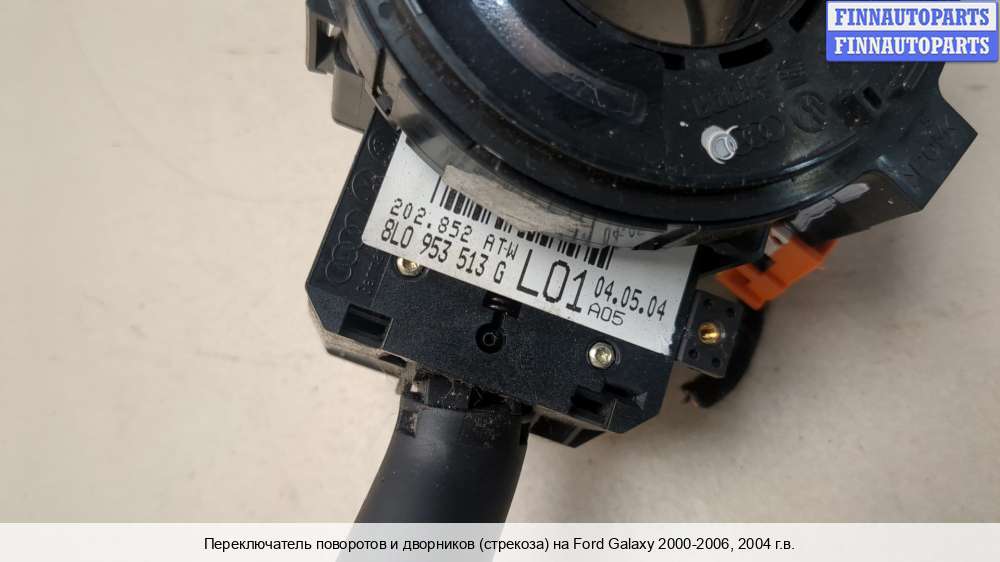 FINNAUTOPARTS
FINNAUTOPARTS
202.852 AT-W
8L0 953 513 G
L01
04.05.04
A05
Переключатель поворотов и дворников (стрекоза) на Ford Galaxy 2000-2006, 2004 г.в.